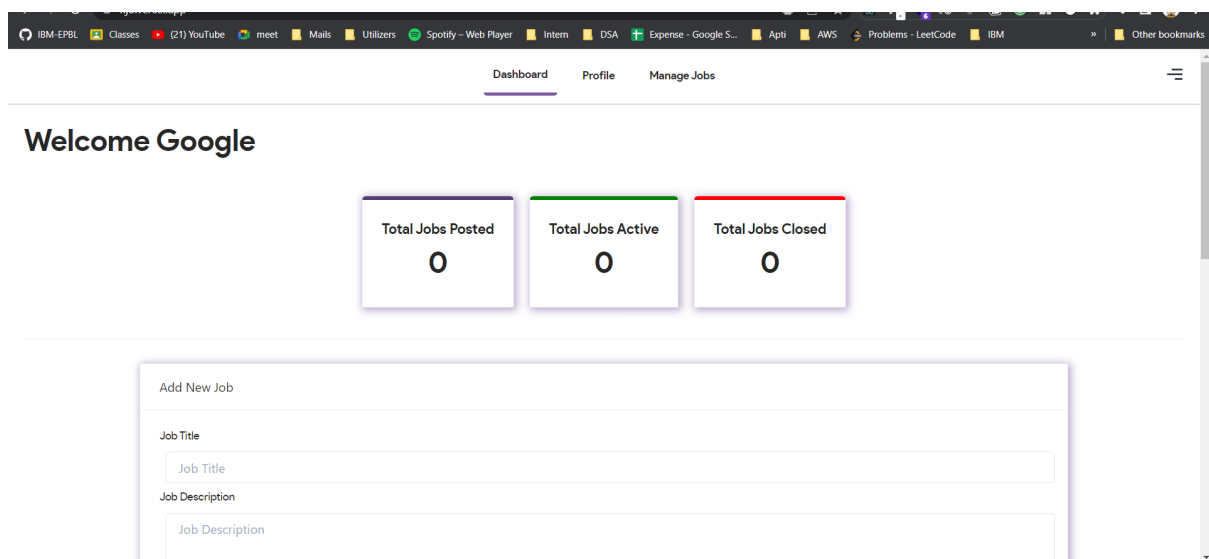 IBM-EPBL Classes (21) YouTube meet Mails Utilizers Spotify – Web Player Intern DSA Expense - Google S... Apti AWS Problems - LeetCode IBM » Other bookmarks
Dashboard Profile Manage Jobs
Welcome Google
Total Jobs Posted Total Jobs Active Total Jobs Closed
0 0 0
Add New Job
Job Title
Job Title
Job Description
Job Description